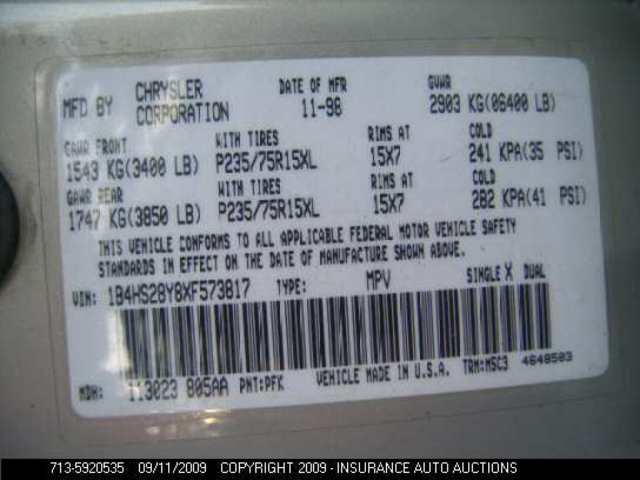 MFD BY CHRYSLER CORPORATION DATE OF MFR 11-98 GVWR 2903 KG(06400 LB)
GAWR FRONT WITH TIRES RIMS AT COLD
1543 KG(3400 LB) P235/75R15XL 15X7 241 KPA(35 PSI)
GAWR REAR WITH TIRES RIMS AT COLD
1747 KG(3850 LB) P235/75R15XL 15X7 282 KPA(41 PSI)
THIS VEHICLE CONFORMS TO ALL APPLICABLE FEDERAL MOTOR VEHICLE SAFETY
STANDARDS IN EFFECT ON THE DATE OF MANUFACTURE SHOWN ABOVE.
VIN: 1B4HS28Y8XF573817 TYPE: MPV SINGLE X DUAL
MDH: 113023 805AA PNT:PFK VEHICLE MADE IN U.S.A. TRM:MSC3 4648503
713-5920535 09/11/2009 COPYRIGHT 2009 - INSURANCE AUTO AUCTIONS